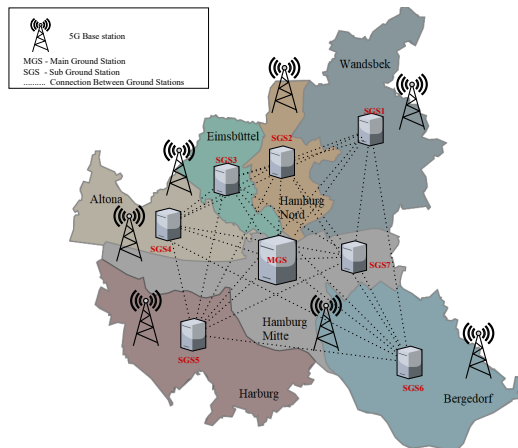 5G Base station
MGS - Main Ground Station
SGS - Sub Ground Station
.......... Connection Between Ground Stations
Wandsbek
SGS1
SGS2
Eimsbüttel
SGS3
Altona
Hamburg
Nord
SGS4
MGS
SGS7
Hamburg
Mitte
SGS5
SGS6
Harburg
Bergedorf